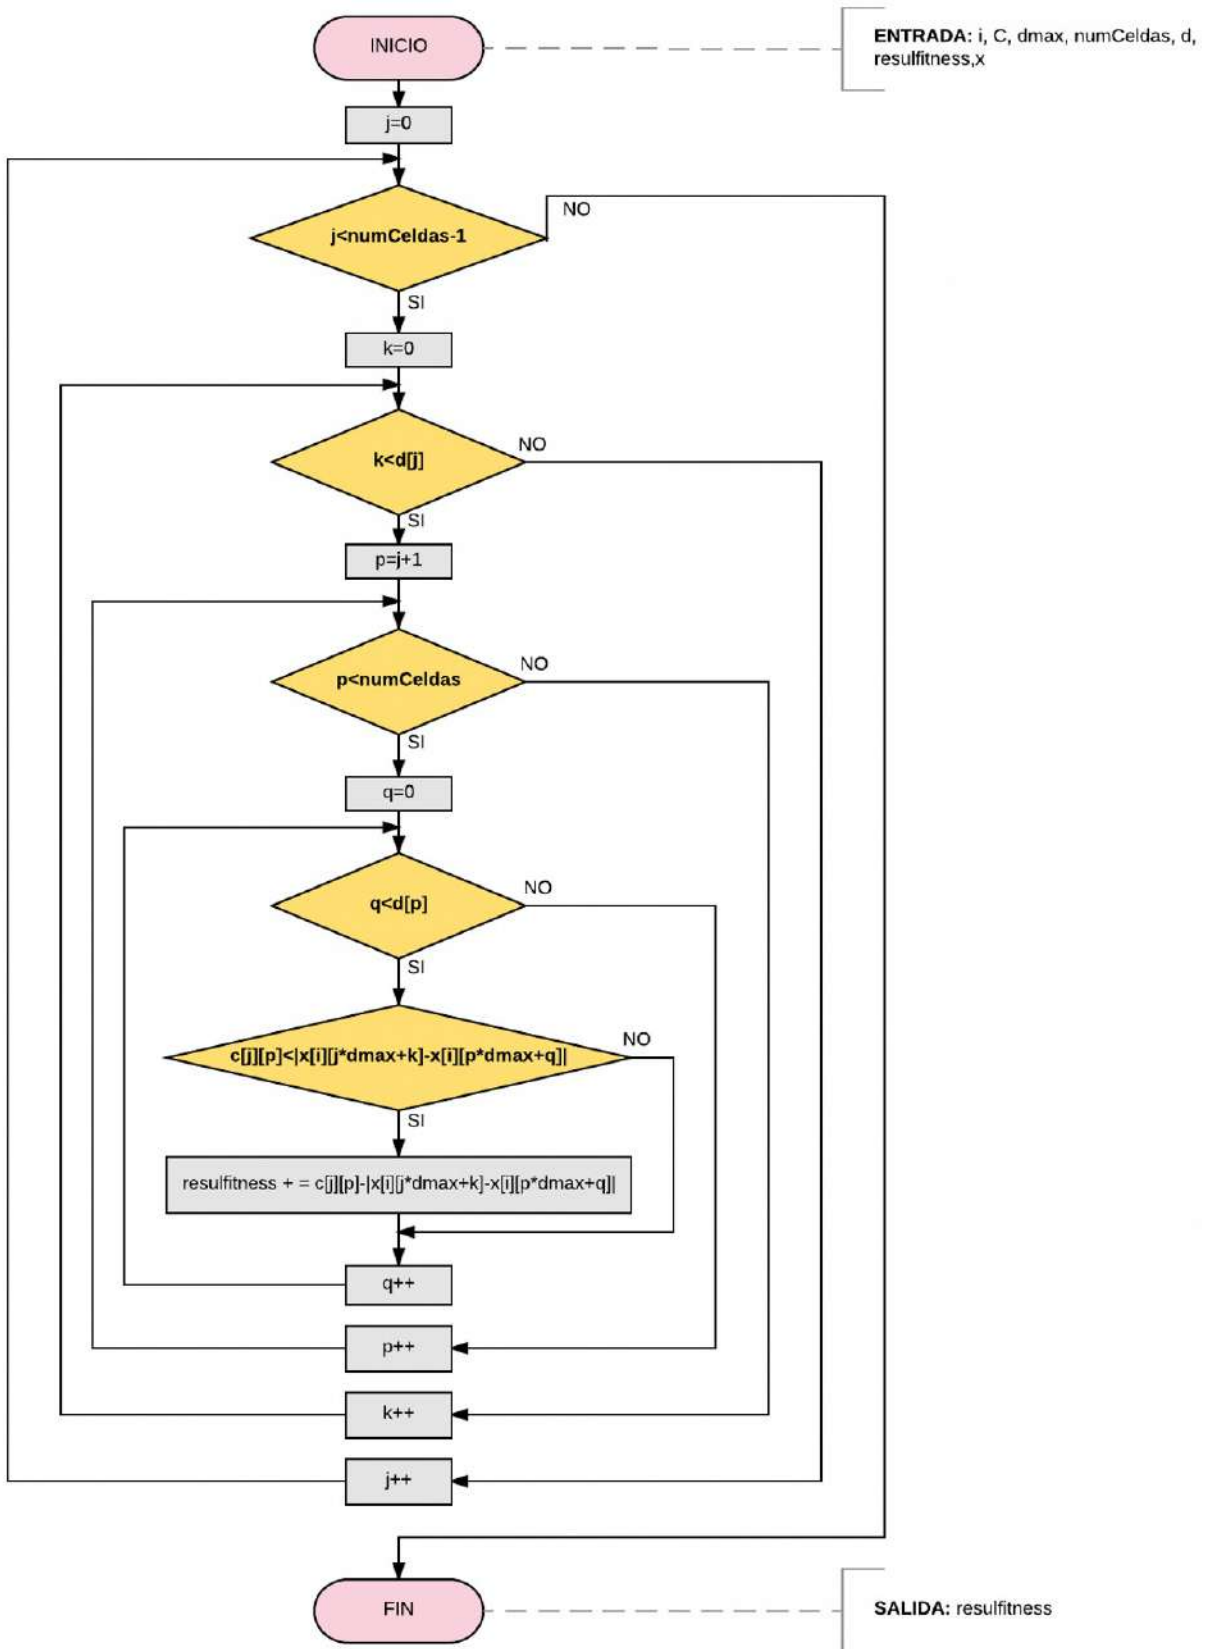 INICIO
ENTRADA: i, C, dmax, numCeldas, d,
resulfitness,x
j=0
j<numCeldas-1
NO
SI
k=0
k<d[j]
NO
SI
p=j+1
p<numCeldas
NO
SI
q=0
q<d[p]
NO
SI
c[j][p]<|x[i][j*dmax+k]-x[i][p*dmax+q]|
NO
SI
resulfitness + = c[j][p]-|x[i][j*dmax+k]-x[i][p*dmax+q]|
q++
p++
k++
j++
FIN
SALIDA: resulfitness